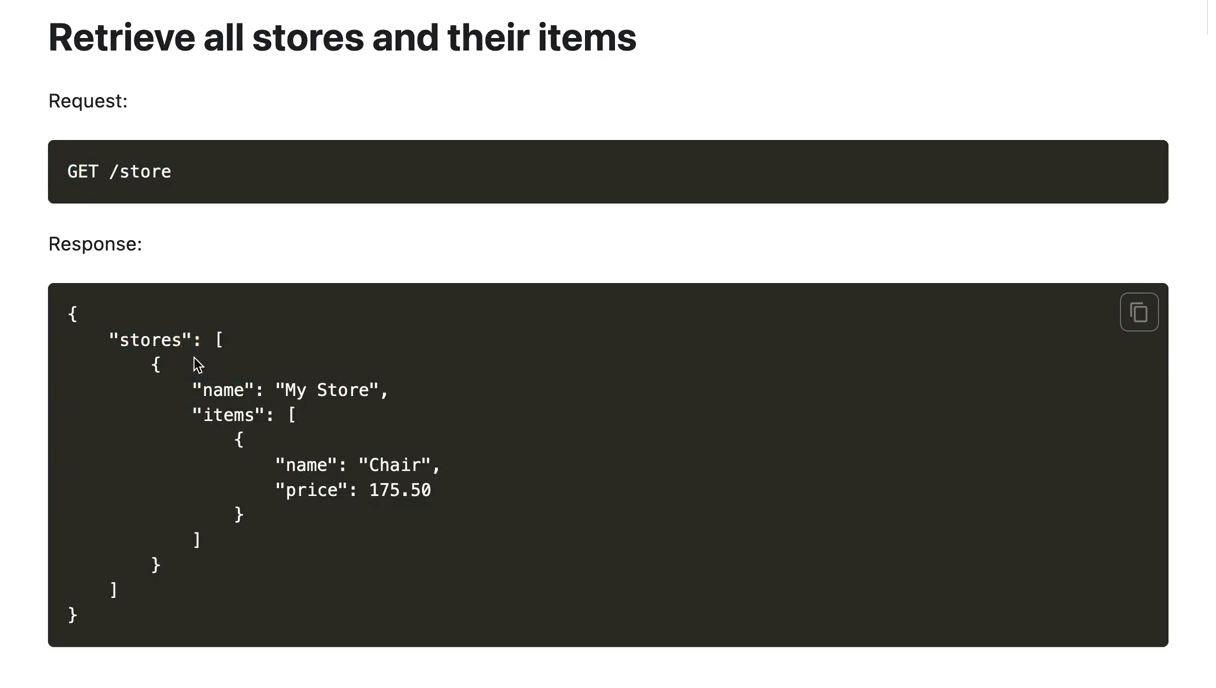 Retrieve all stores and their items
Request:
GET /store
Response:
{
    "stores": [
        {
            "name": "My Store",
            "items": [
                {
                    "name": "Chair",
                    "price": 175.50
                }
            ]
        }
    ]
}